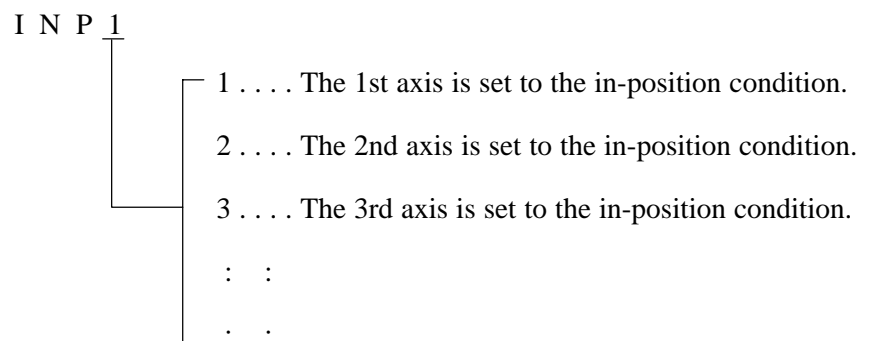 I N P 1
1 . . . . The 1st axis is set to the in-position condition.
2 . . . . The 2nd axis is set to the in-position condition.
3 . . . . The 3rd axis is set to the in-position condition.
: :
. .